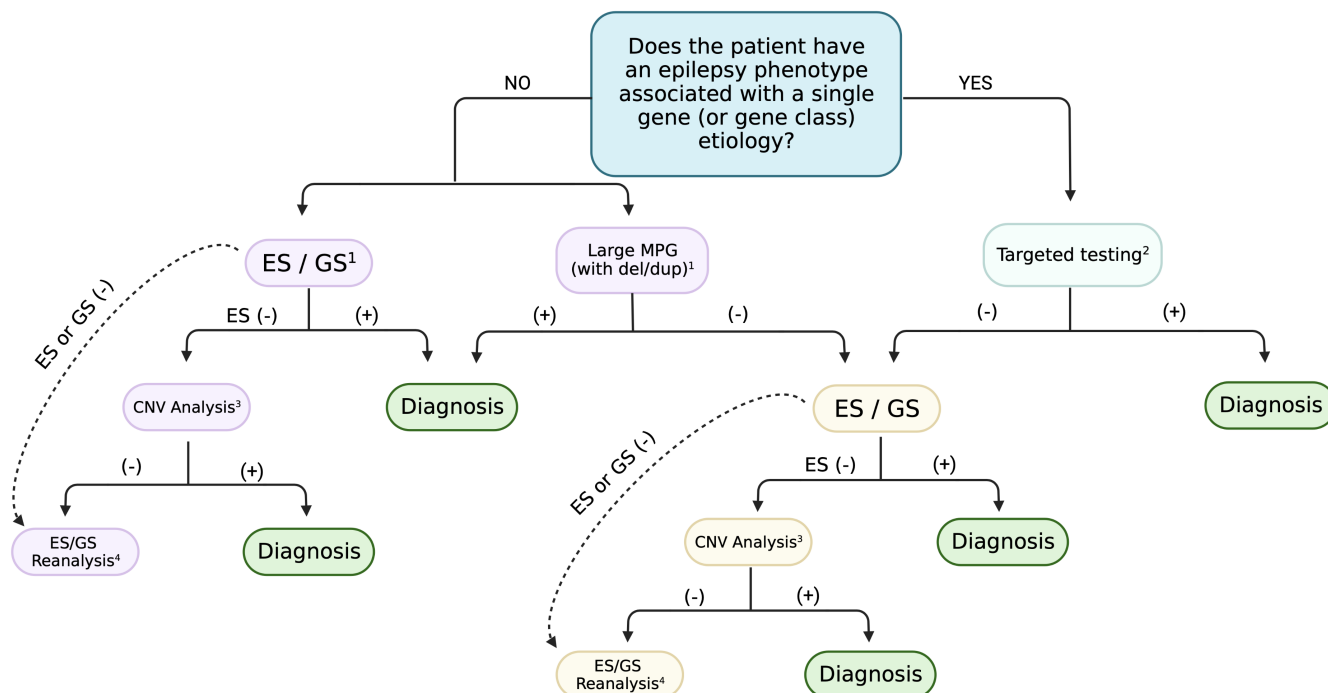 Does the patient have
an epilepsy phenotype
associated with a single
gene (or gene class)
etiology?
NO
YES
ES / GS¹
Large MPG
(with del/dup)¹
Targeted testing²
ES or GS (-)
ES (-)
(+)
(+)
(-)
(-)
(+)
CNV Analysis³
Diagnosis
ES / GS
Diagnosis
(-)
(+)
ES or GS (-)
ES (-)
(+)
ES/GS
Reanalysis⁴
Diagnosis
CNV Analysis³
Diagnosis
(-)
(+)
ES/GS
Reanalysis⁴
Diagnosis